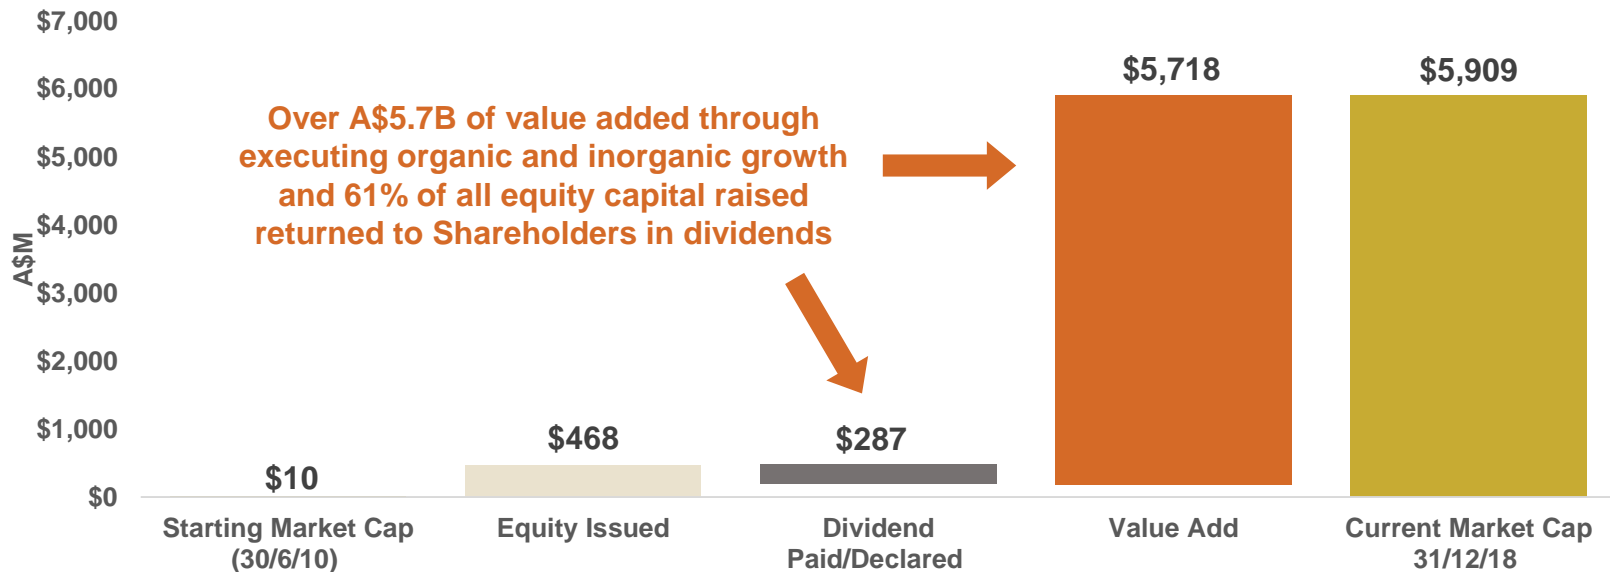 $7,000
$6,000
$5,000
$4,000
$3,000
$2,000
$1,000
$0
A$M
Over A$5.7B of value added through
executing organic and inorganic growth
and 61% of all equity capital raised
returned to Shareholders in dividends
$10
$468
$287
$5,718
$5,909
Starting Market Cap
(30/6/10)
Equity Issued
Dividend
Paid/Declared
Value Add
Current Market Cap
31/12/18